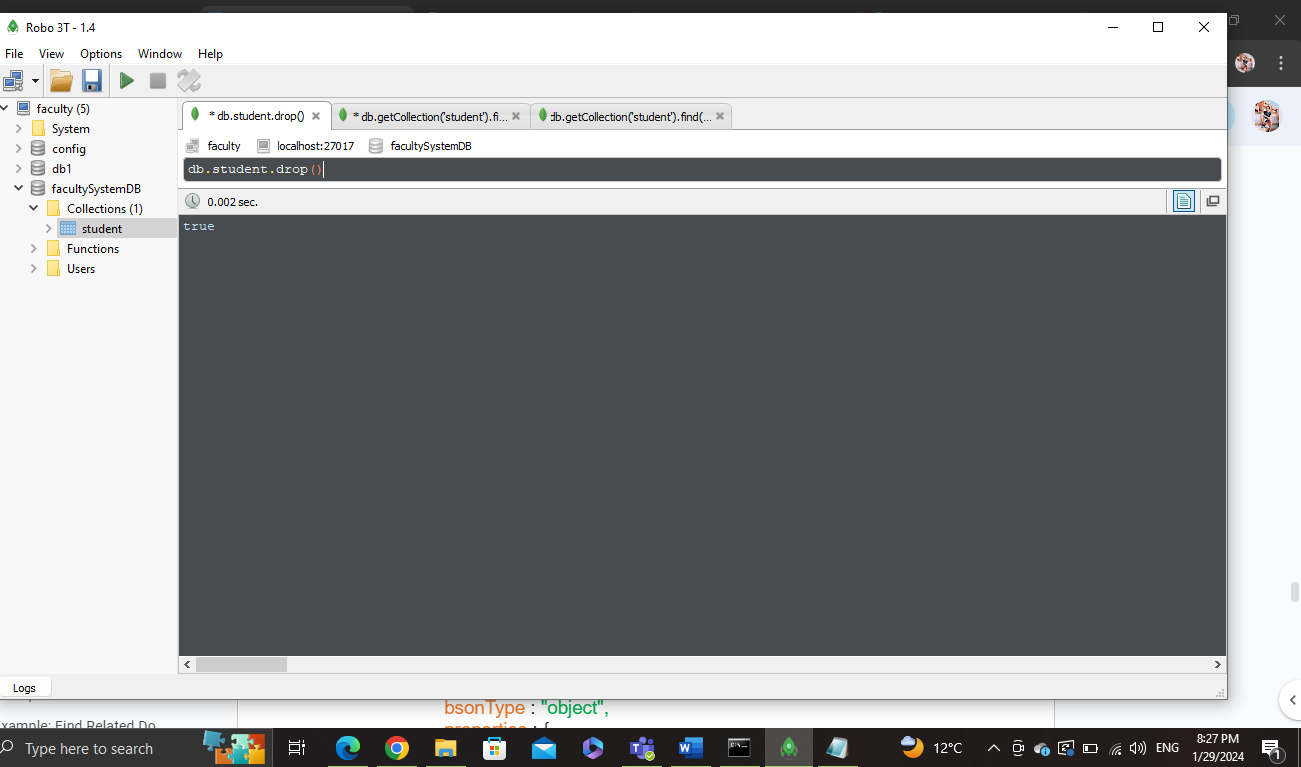 Robo 3T - 1.4
File View Options Window Help
faculty (5)
System
config
db1
facultySystemDB
Collections (1)
student
Functions
Users
* db.student.drop()
* db.getCollection('student').fi...
db.getCollection('student').find(...
faculty localhost:27017 facultySystemDB
db.student.drop()
0.002 sec.
true
Logs
bsonType : "object",
properties : {
xample: Find Related Do
Type here to search
12°C
ENG
8:27 PM
1/29/2024
1